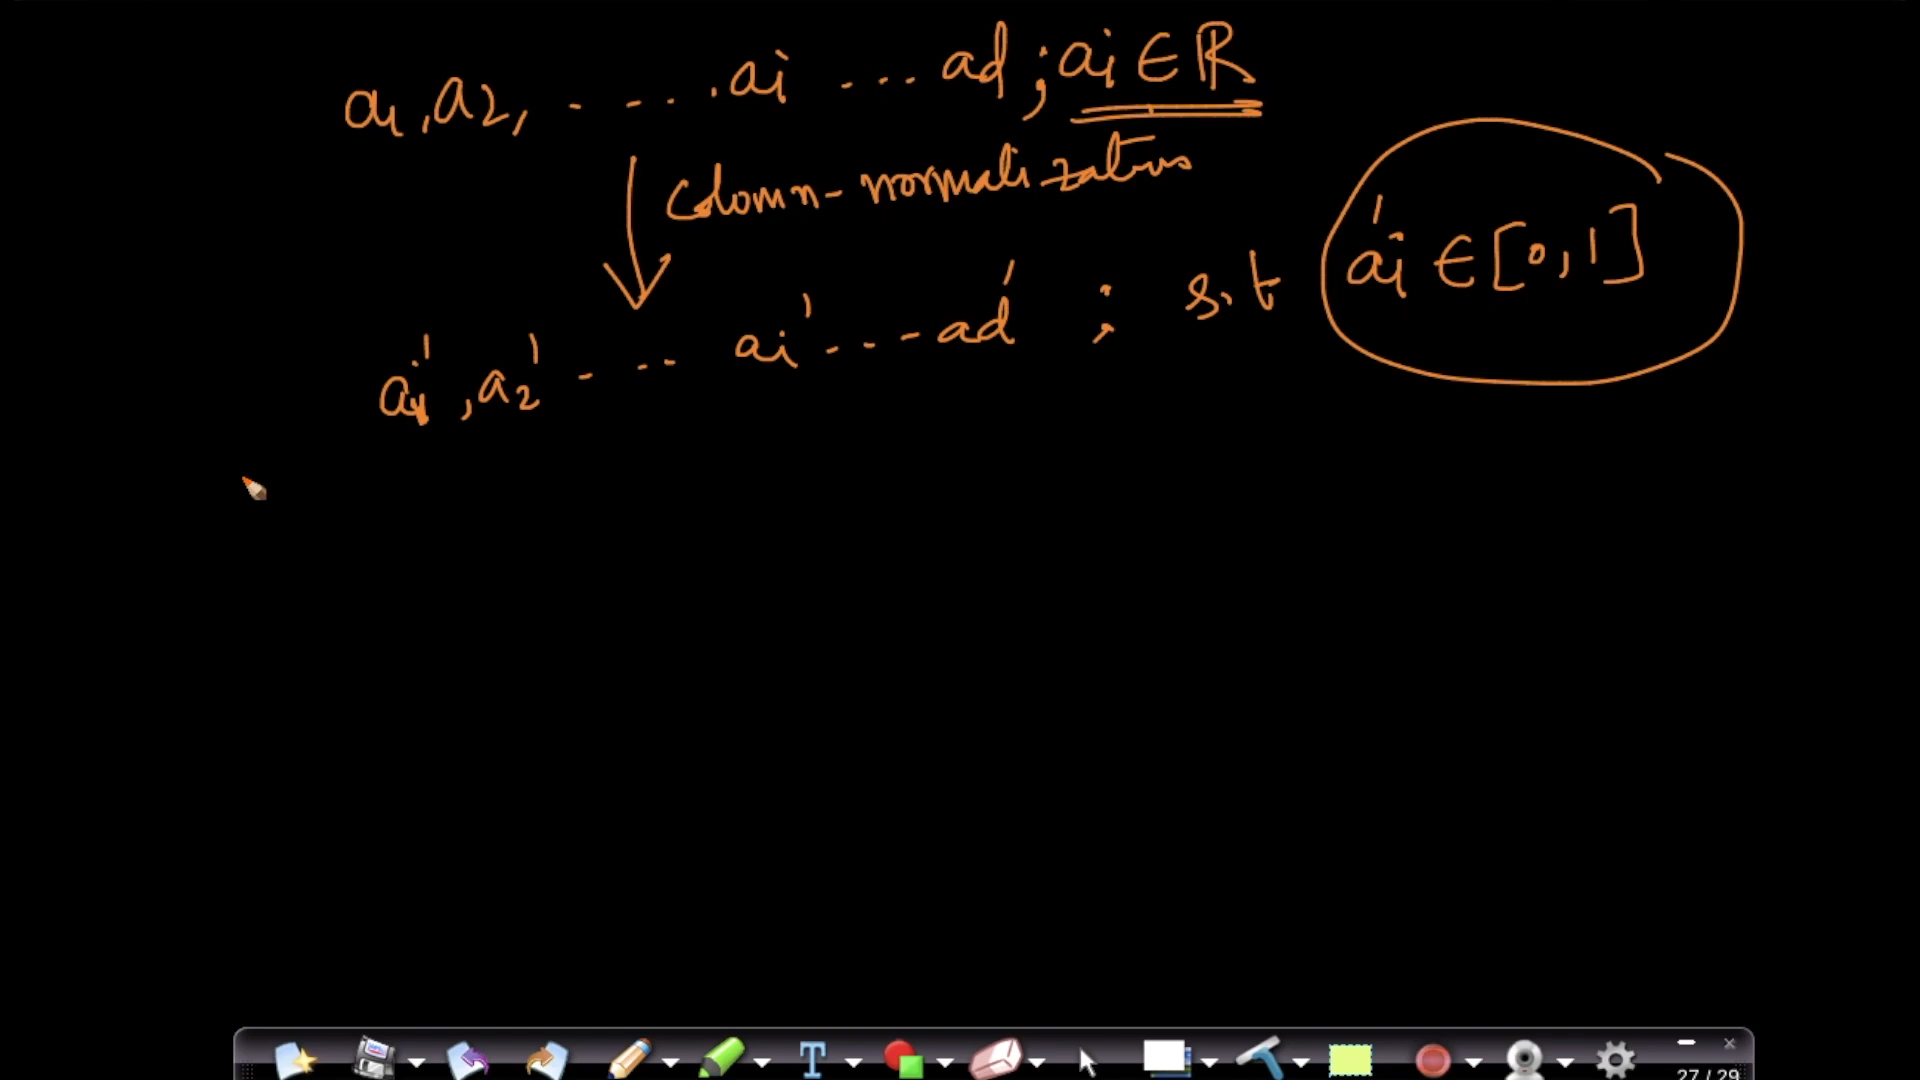 a1, a2, - - . . . ai . . . ad ; ai ∈ ℝ
Column-normalization
a1', a2' - - - ai' - - - ad' ; s.t ai' ∈ [0, 1]
27 / 29